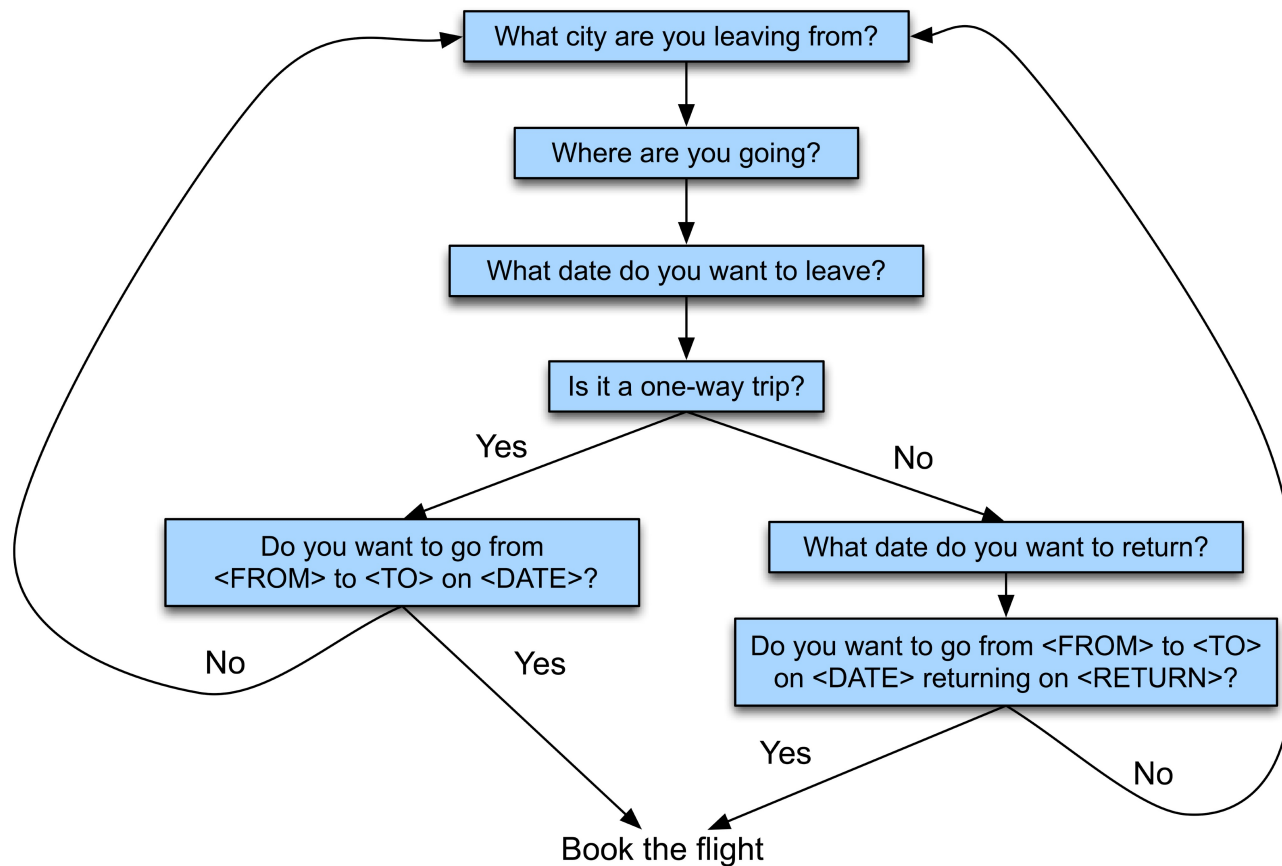 What city are you leaving from?
Where are you going?
What date do you want to leave?
Is it a one-way trip?
Yes
No
Do you want to go from
<FROM> to <TO> on <DATE>?
What date do you want to return?
No
Yes
Do you want to go from <FROM> to <TO>
on <DATE> returning on <RETURN>?
Yes
No
Book the flight